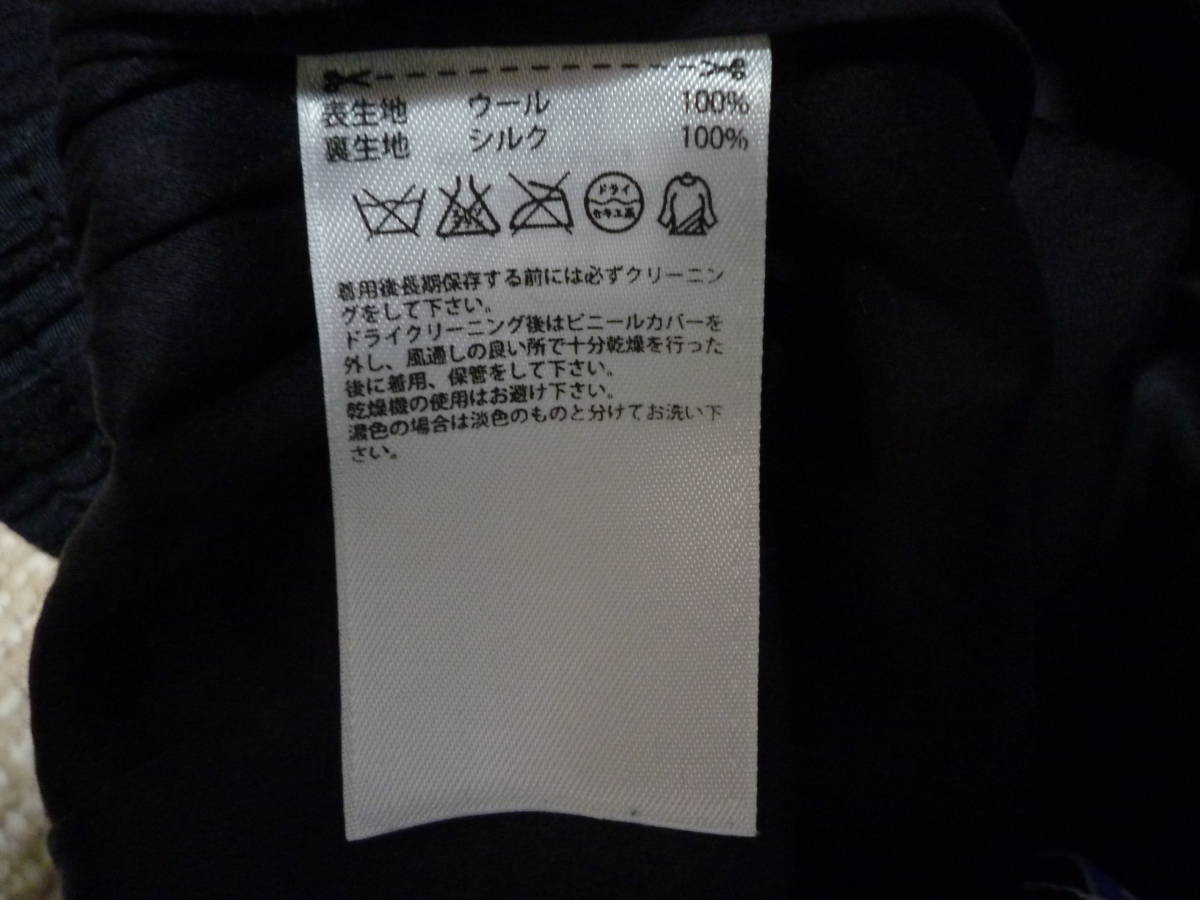 表生地 ウール 100%
裏生地 シルク 100%
ドライ
セキユ系
着用後長期保存する前には必ずクリーニン
グをして下さい。
ドライクリーニング後はビニールカバーを
外し、風通しの良い所で十分乾燥を行った
後に着用、保管をして下さい。
乾燥機の使用はお避け下さい。
濃色の場合は淡色のものと分けてお洗い下
さい。